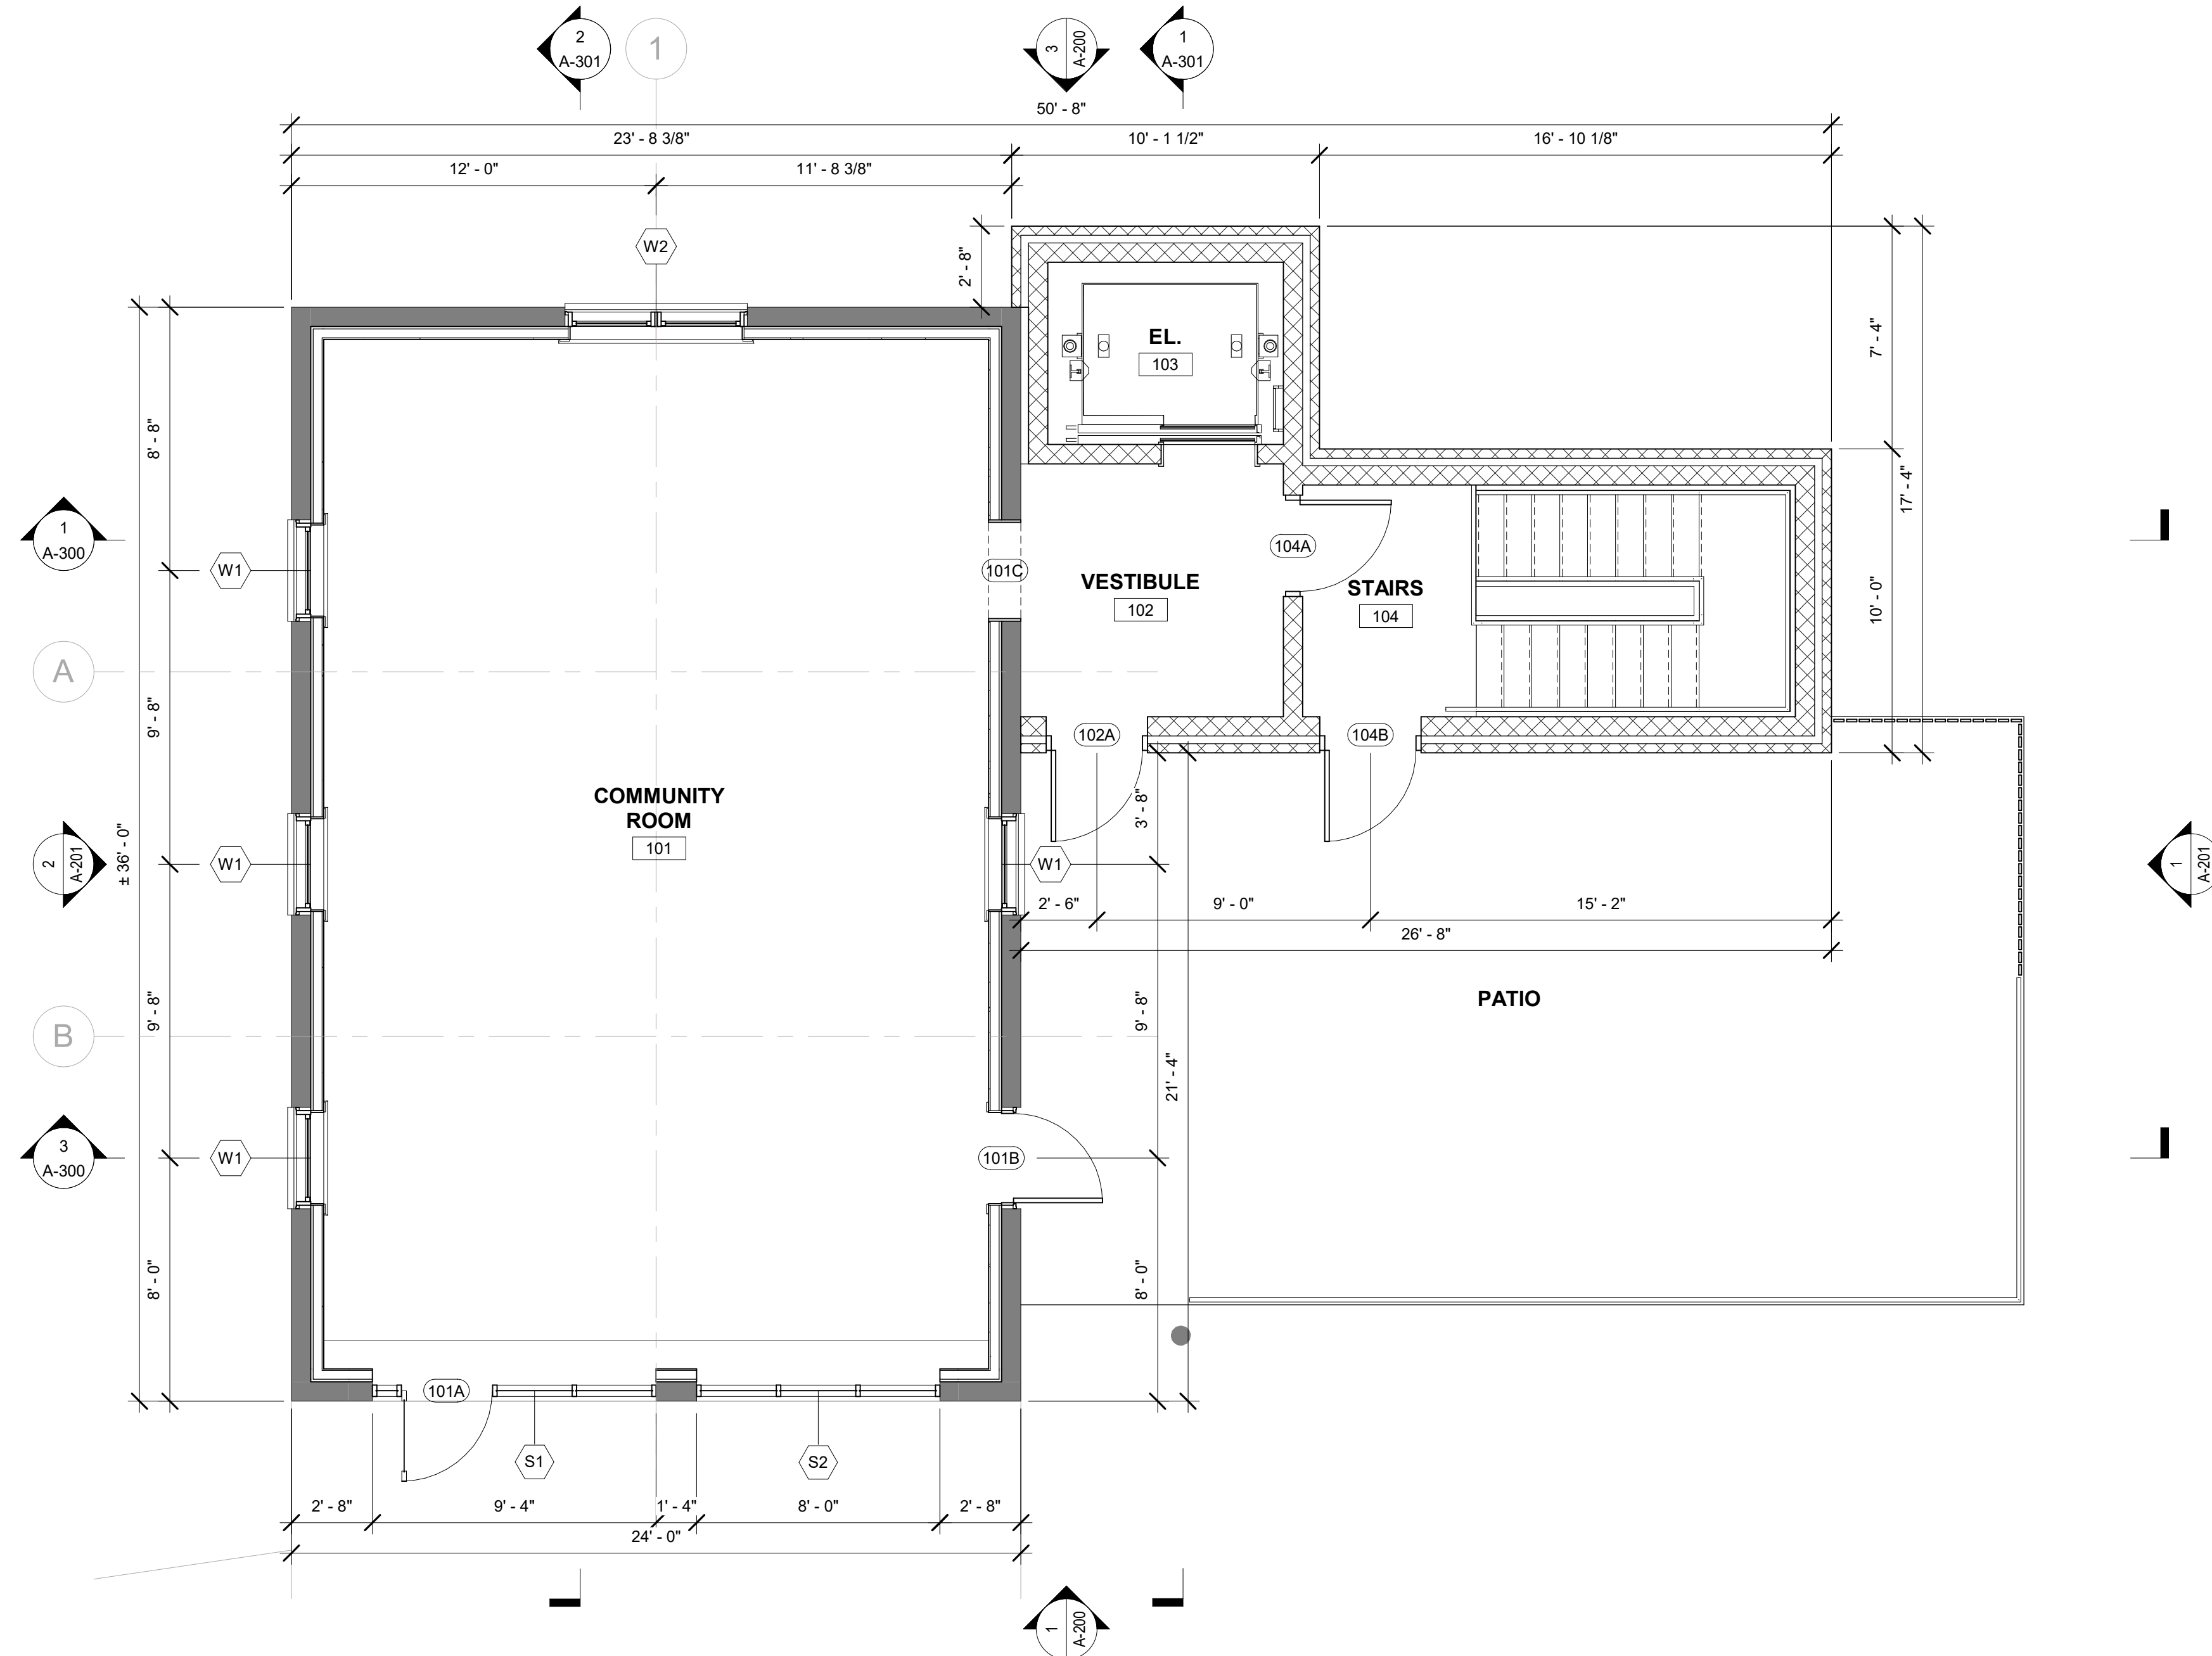 2
A-301
1
3
A-200
1
A-301
50' - 8"
23' - 8 3/8"
10' - 1 1/2"
16' - 10 1/8"
12' - 0"
11' - 8 3/8"
W2
2' - 8"
EL.
103
7' - 4"
17' - 4"
8' - 8"
1
A-300
W1
101C
104A
VESTIBULE
102
STAIRS
104
10' - 0"
A
9' - 8"
102A
104B
COMMUNITY
ROOM
101
± 36' - 0"
3' - 8"
2
A-201
W1
W1
1
A-201
2' - 6"
9' - 0"
15' - 2"
26' - 8"
PATIO
9' - 8"
9' - 8"
B
21' - 4"
3
A-300
W1
101B
8' - 0"
8' - 0"
101A
S1
S2
2' - 8"
9' - 4"
1' - 4"
8' - 0"
2' - 8"
24' - 0"
1
A-200